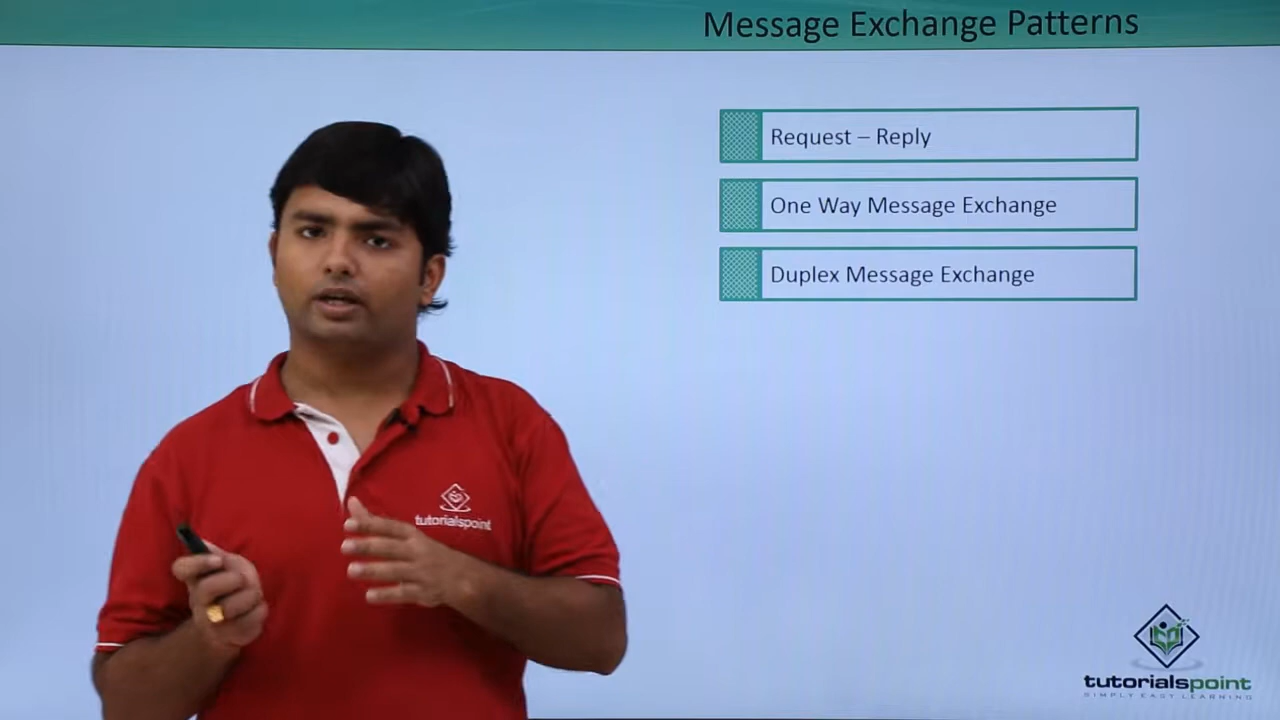 Message Exchange Patterns
Request – Reply
One Way Message Exchange
Duplex Message Exchange
tutorialspoint
tutorialspoint
SIMPLY EASY LEARNING